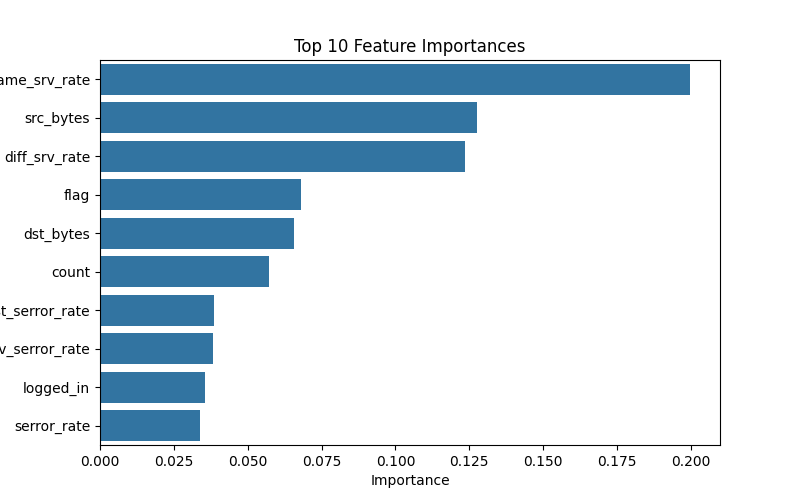 Top 10 Feature Importances
ame_srv_rate
src_bytes
diff_srv_rate
flag
dst_bytes
count
t_serror_rate
v_serror_rate
logged_in
serror_rate
0.000 0.025 0.050 0.075 0.100 0.125 0.150 0.175 0.200
Importance